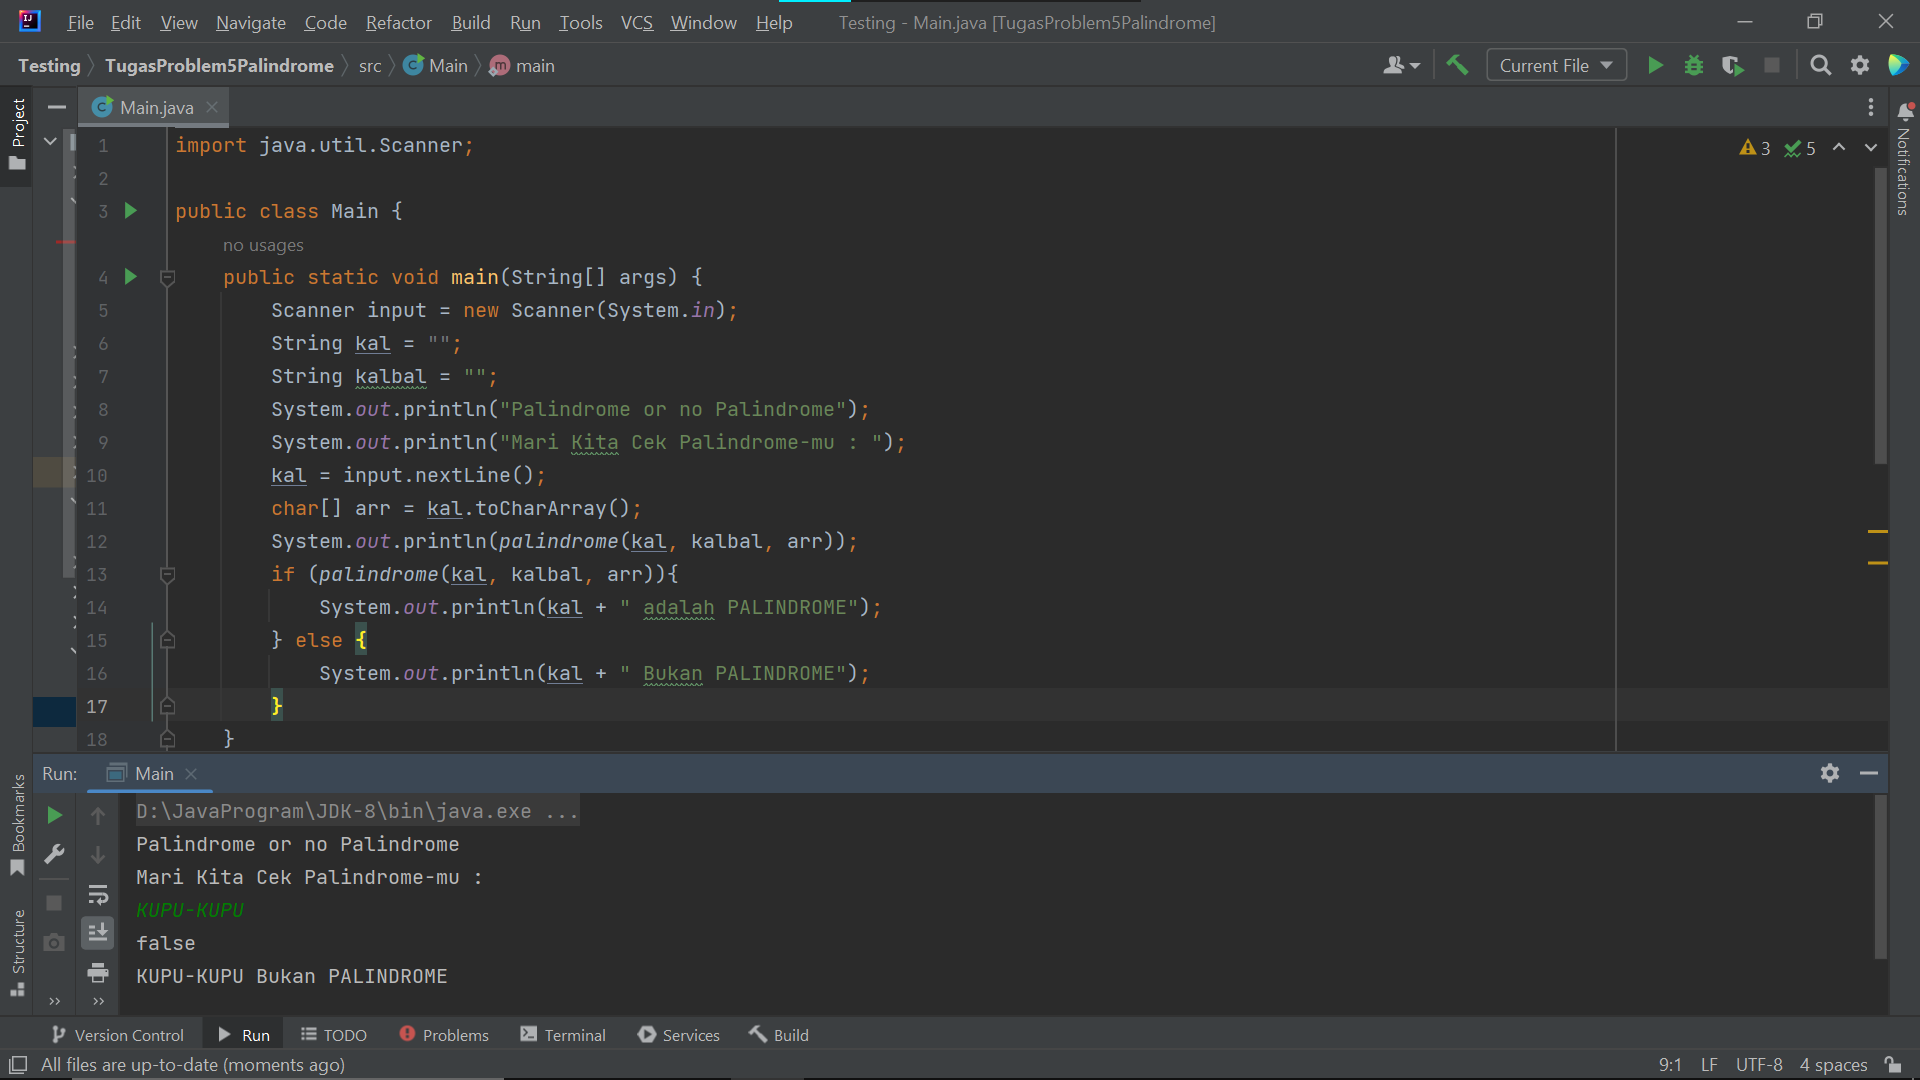 File Edit View Navigate Code Refactor Build Run Tools VCS Window Help Testing - Main.java [TugasProblem5Palindrome]
Testing TugasProblem5Palindrome src Main main Current File
Project
Main.java
Notifications
3 5
1 import java.util.Scanner;
2
3 public class Main {
no usages
4 public static void main(String[] args) {
5 Scanner input = new Scanner(System.in);
6 String kal = "";
7 String kalbal = "";
8 System.out.println("Palindrome or no Palindrome");
9 System.out.println("Mari Kita Cek Palindrome-mu : ");
10 kal = input.nextLine();
11 char[] arr = kal.toCharArray();
12 System.out.println(palindrome(kal, kalbal, arr));
13 if (palindrome(kal, kalbal, arr)){
14 System.out.println(kal + " adalah PALINDROME");
15 } else {
16 System.out.println(kal + " Bukan PALINDROME");
17 }
18 }
Run: Main
Bookmarks
Structure
D:\JavaProgram\JDK-8\bin\java.exe ...
Palindrome or no Palindrome
Mari Kita Cek Palindrome-mu :
KUPU-KUPU
false
KUPU-KUPU Bukan PALINDROME
Version Control Run TODO Problems Terminal Services Build
All files are up-to-date (moments ago) 9:1 LF UTF-8 4 spaces